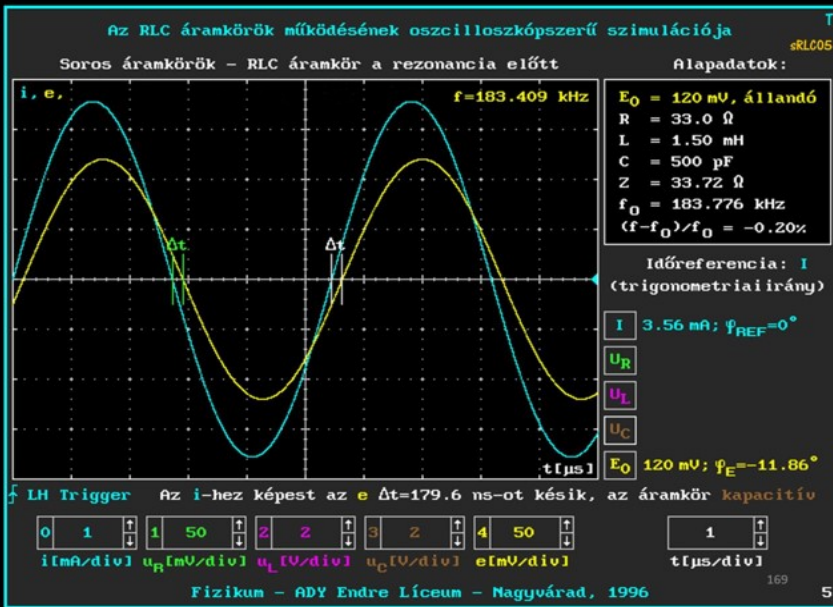 Az RLC áramkörök működésének oszcilloszkópszerű szimulációja
T
sRLC05
Soros áramkörök – RLC áramkör a rezonancia előtt
Alapadatok:
i, e,
f=183.409 kHz
E₀ = 120 mV, állandó
R = 33.0 Ω
L = 1.50 mH
C = 500 pF
Z = 33.72 Ω
f₀ = 183.776 kHz
(f-f₀)/f₀ = -0.20%
Δt
Δt
Időreferencia: I
(trigonometriai irány)
I 3.56 mA; φREF=0°
UR
UL
UC
E₀ 120 mV; φE=-11.86°
t[µs]
LH Trigger
Az i-hez képest az e Δt=179.6 ns-ot késik, az áramkör kapacitív
0 1 ↑↓
1 50 ↑↓
2 2 ↑↓
3 2 ↑↓
4 50 ↑↓
1 ↑↓
i[mA/div]
uR[mV/div]
uL[V/div]
uC[V/div]
e[mV/div]
t[µs/div]
169
Fizikum – ADY Endre Líceum – Nagyvárad, 1996
5